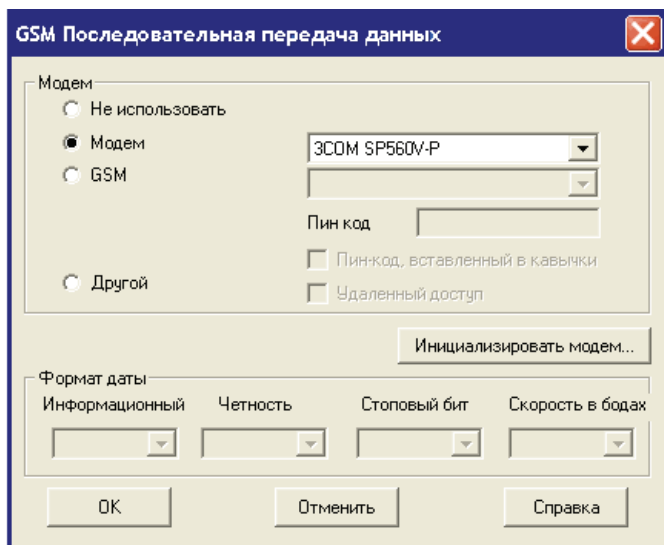 GSM Последовательная передача данных
Модем
Не использовать
Модем
3COM SP560V-P
GSM
Пин код
Пин-код, вставленный в кавычки
Другой
Удаленный доступ
Инициализировать модем...
Формат даты
Информационный Четность Стоповый бит Скорость в бодах
OK Отменить Справка